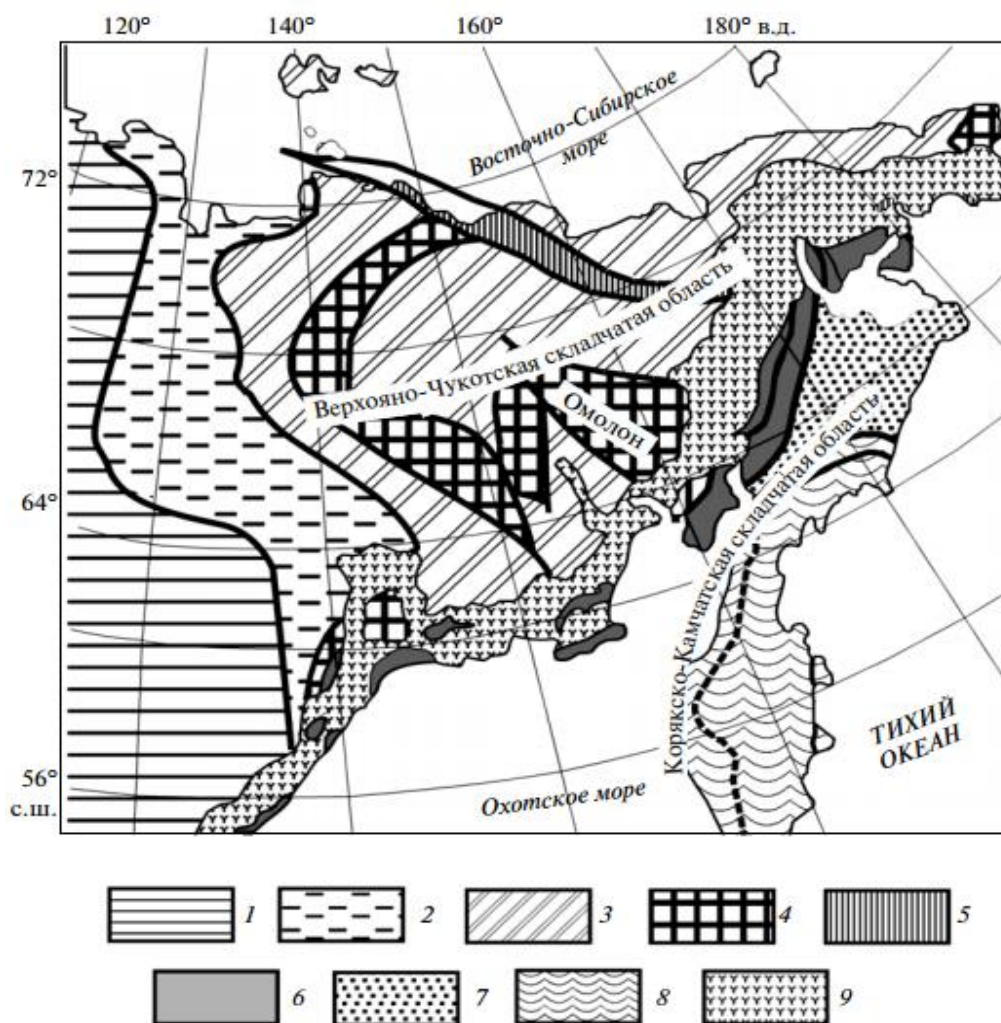 120° 140° 160° 180° в.д.
Восточно-Сибирское
море
72°
Верхояно-Чукотская складчатая область
Омолон
64°
Корякско-Камчатская складчатая область
ТИХИЙ
ОКЕАН
56°
с.ш.
Охотское море
1 2 3 4 5
6 7 8 9